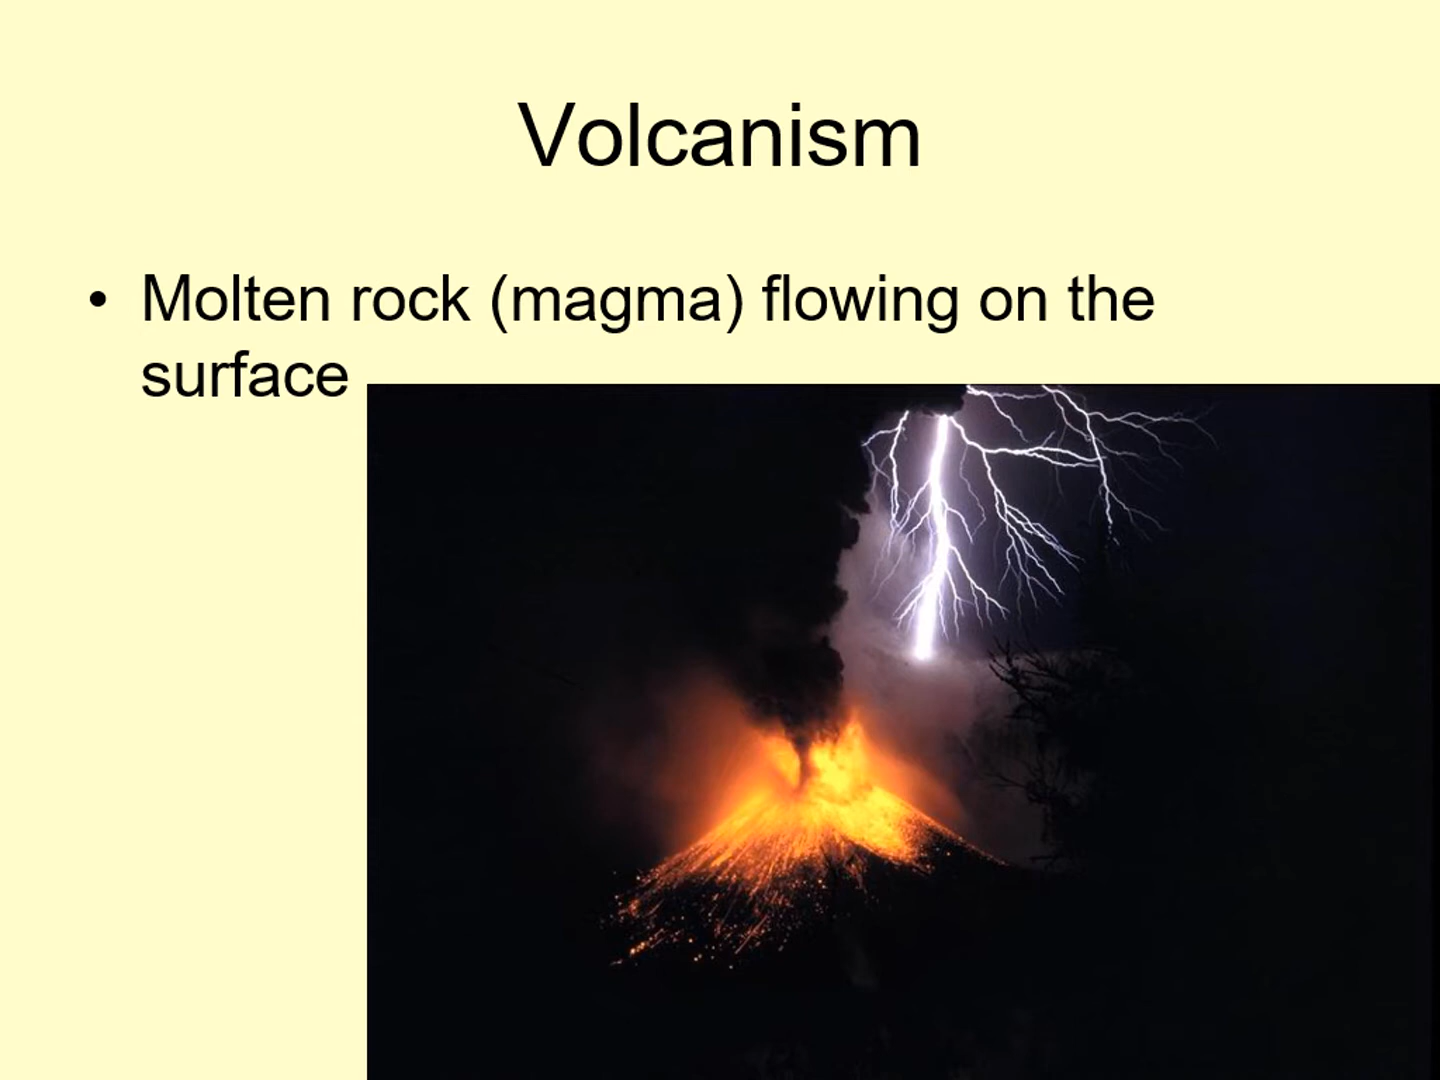 Volcanism
• Molten rock (magma) flowing on the
surface